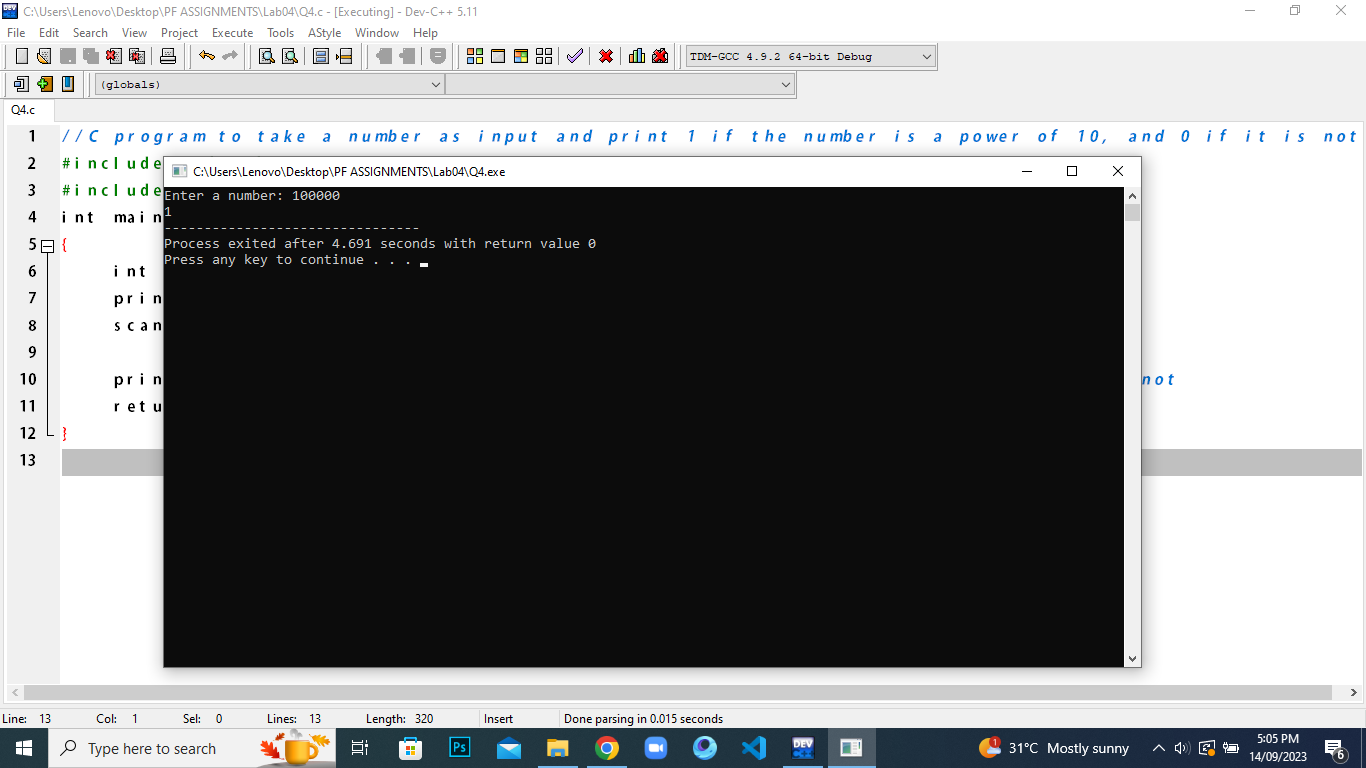 C:\Users\Lenovo\Desktop\PF ASSIGNMENTS\Lab04\Q4.c - [Executing] - Dev-C++ 5.11
File Edit Search View Project Execute Tools AStyle Window Help
TDM-GCC 4.9.2 64-bit Debug
(globals)
Q4.c
1 //C program to take a number as input and print 1 if the number is a power of 10, and 0 if it is not
2 #include
3 #include
4 int main
5 {
6 int
7 prin
8 scan
9
10 prin not
11 retu
12 }
13
C:\Users\Lenovo\Desktop\PF ASSIGNMENTS\Lab04\Q4.exe
Enter a number: 100000
1
--------------------------------
Process exited after 4.691 seconds with return value 0
Press any key to continue . . .
Line: 13 Col: 1 Sel: 0 Lines: 13 Length: 320 Insert Done parsing in 0.015 seconds
Type here to search
Ps
DEV
1
31°C Mostly sunny
5:05 PM
14/09/2023
6